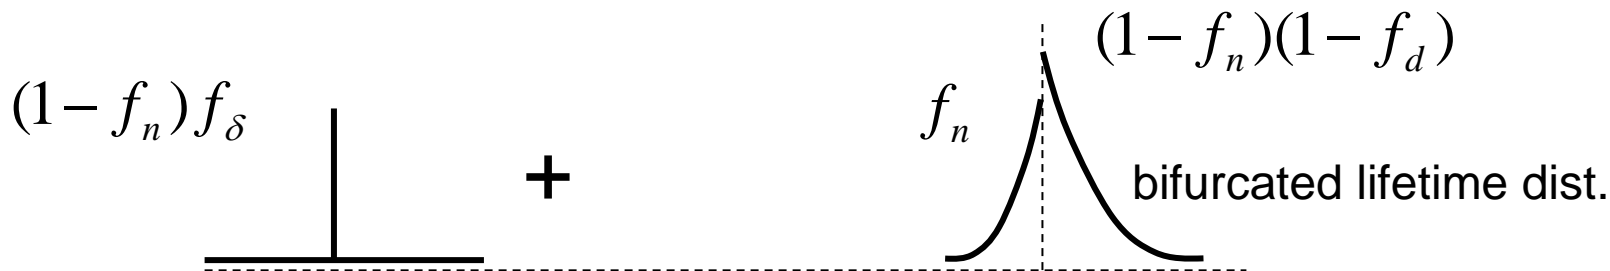 (1 − f_n)(1 − f_d)
(1 − f_n) f_δ
f_n
+
bifurcated lifetime dist.